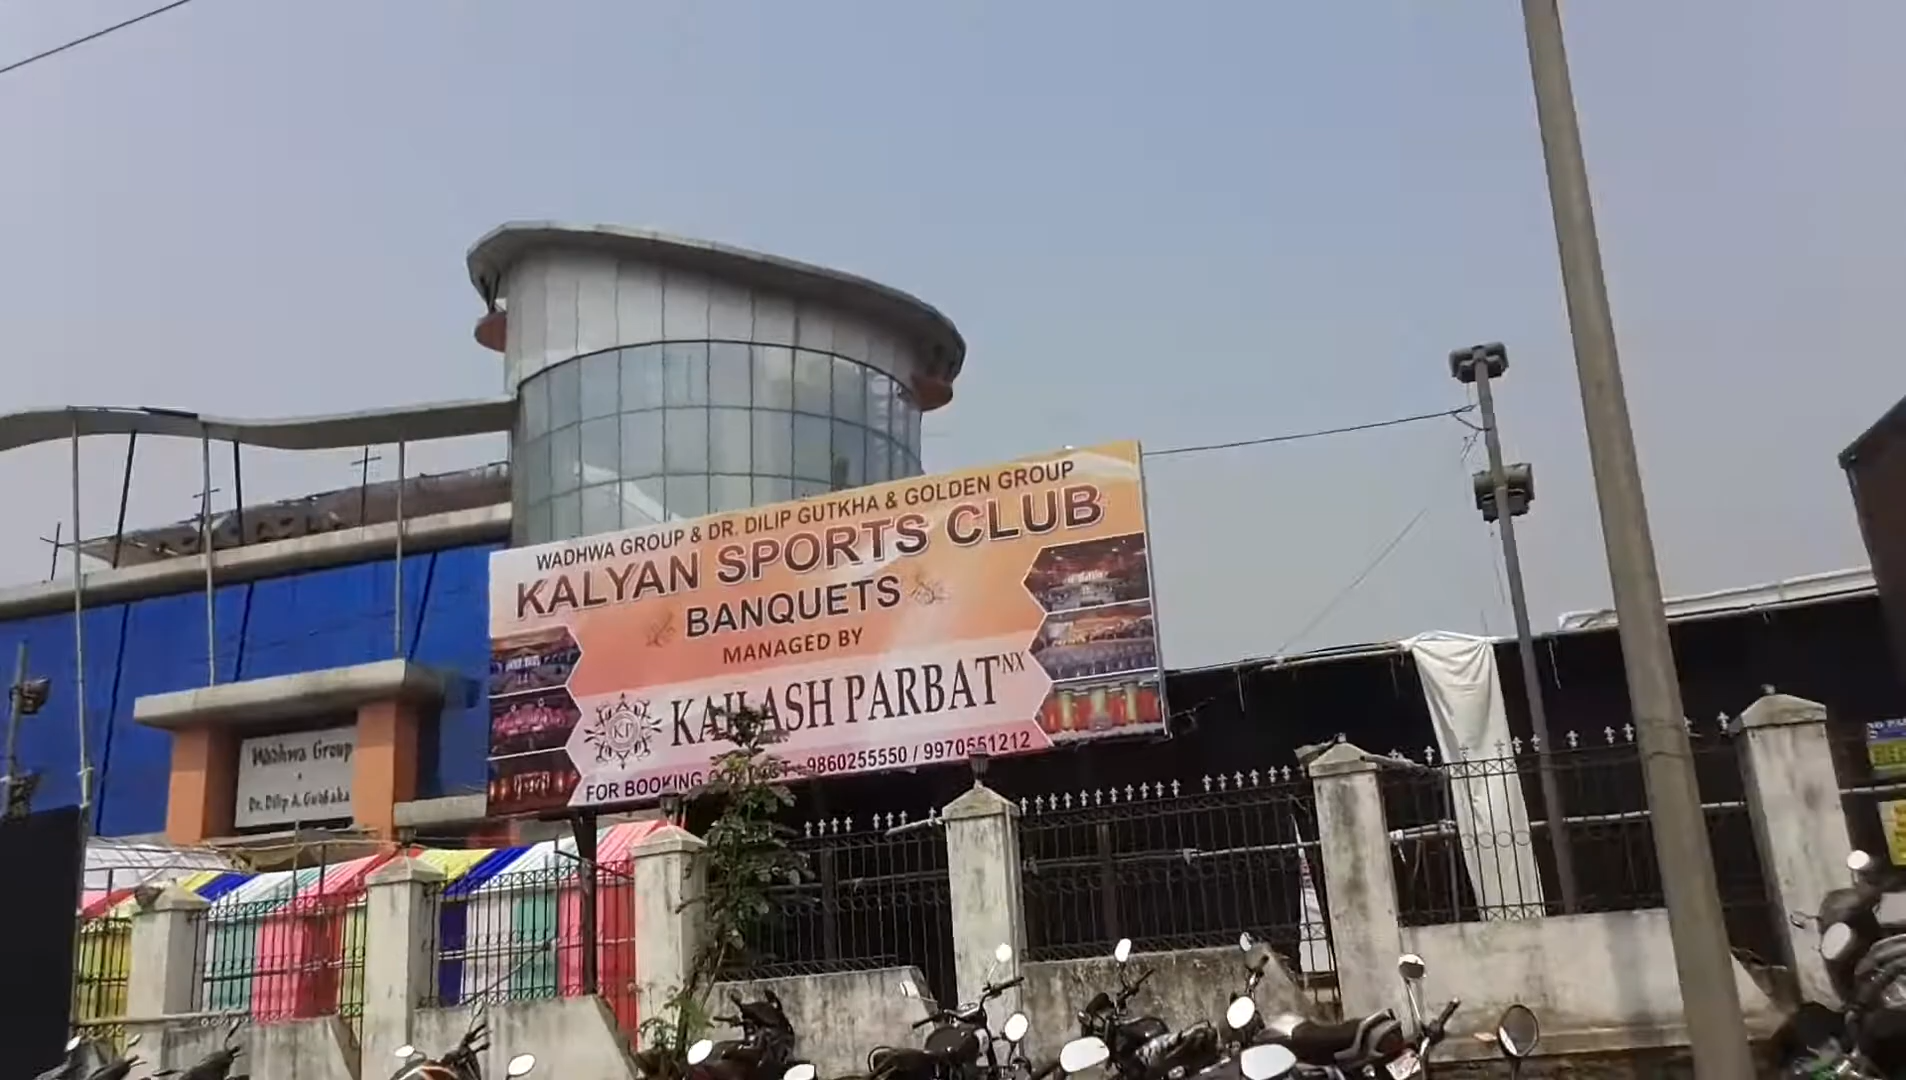 WADHWA GROUP & DR. DILIP GUTKHA & GOLDEN GROUP
KALYAN SPORTS CLUB
BANQUETS
MANAGED BY
KP
KAILASH PARBAT NX
FOR BOOKING 9860255550 / 9970551212
Wadhwa Group
Dr. Dilip A.